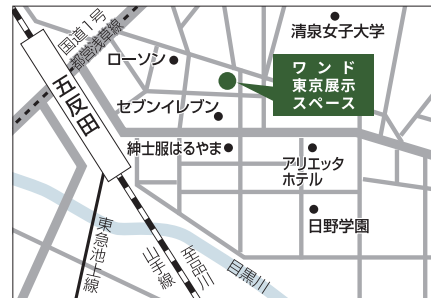 国道1号
都営浅草線
五反田
ローソン
清泉女子大学
ワンド
東京展示
スペース
セブンイレブン
紳士服はるやま
アリエッタ
ホテル
日野学園
東急池上線
山手線
至品川
目黒川